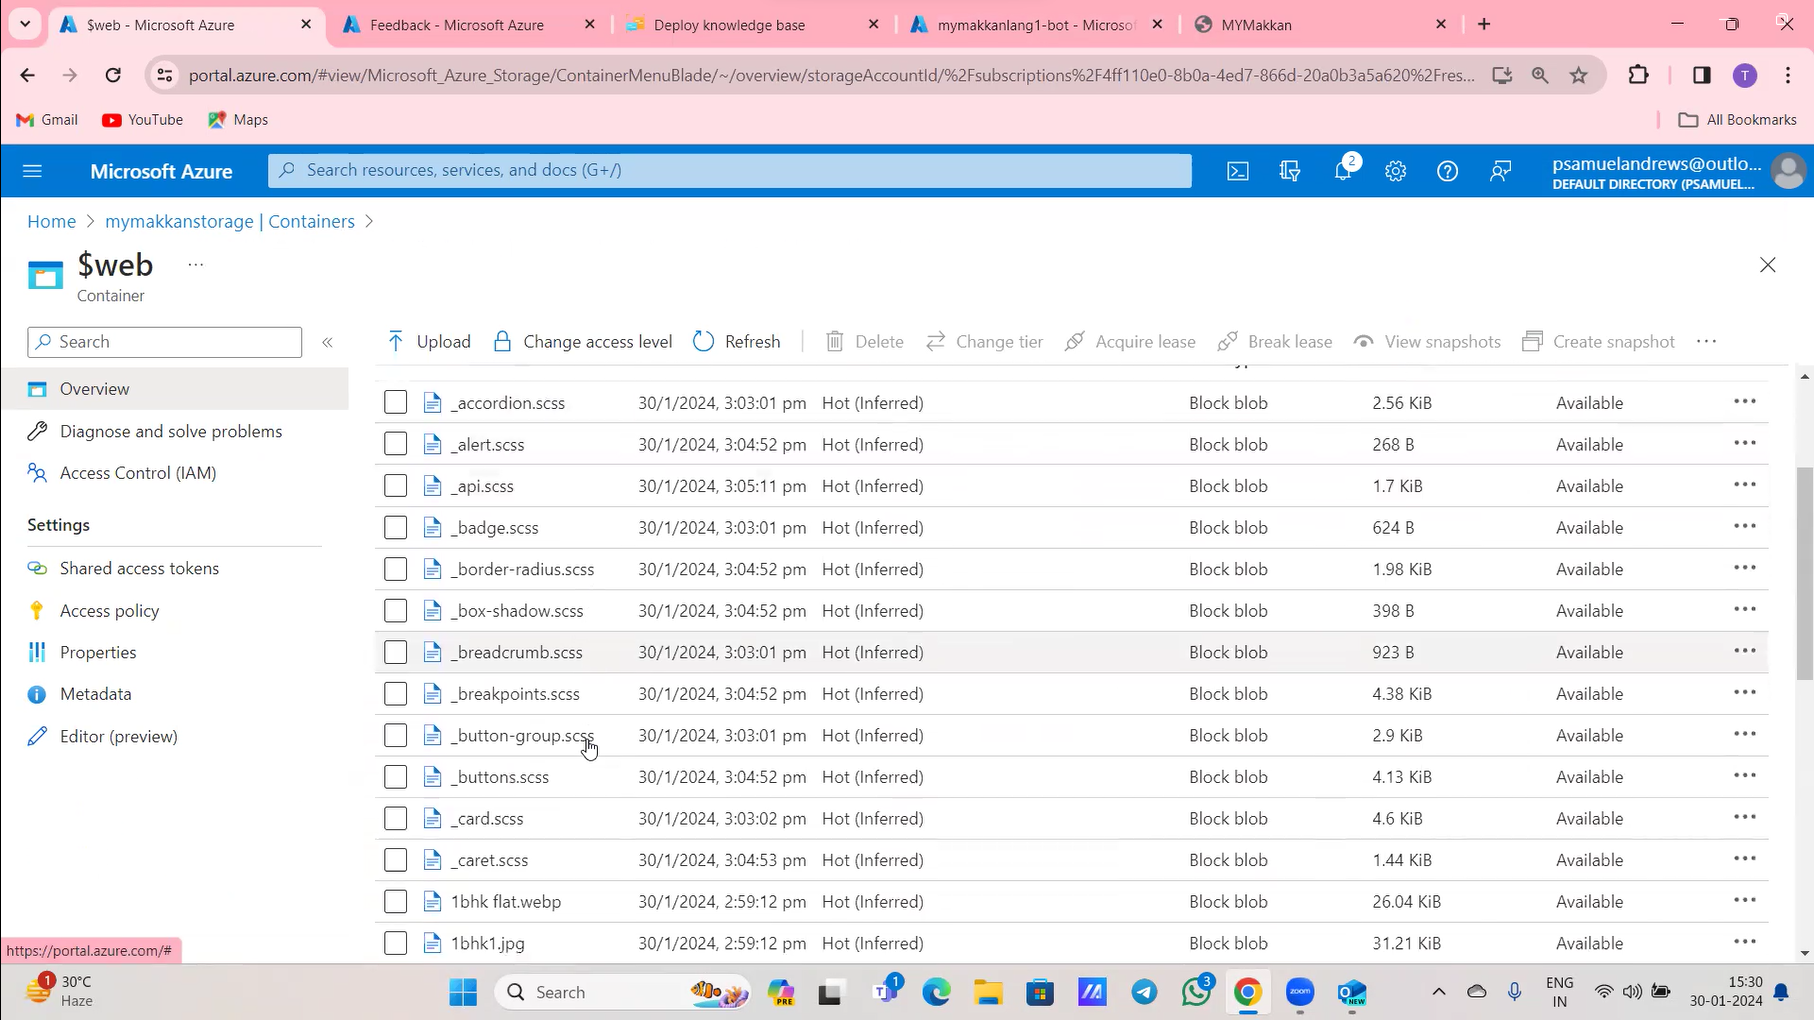 $web - Microsoft Azure
Feedback - Microsoft Azure
Deploy knowledge base
mymakkanlang1-bot - Microsof
MYMakkan
portal.azure.com/#view/Microsoft_Azure_Storage/ContainerMenuBlade/~/overview/storageAccountId/%2Fsubscriptions%2F4ff110e0-8b0a-4ed7-866d-20a0b3a5a620%2Fres...
T
Gmail
YouTube
Maps
All Bookmarks
Microsoft Azure
Search resources, services, and docs (G+/)
2
psamuelandrews@outlo...
DEFAULT DIRECTORY (PSAMUEL...
Home > mymakkanstorage | Containers >
$web ...
Container
Search
«
Upload
Change access level
Refresh
Delete
Change tier
Acquire lease
Break lease
View snapshots
Create snapshot
Overview
Diagnose and solve problems
Access Control (IAM)
Settings
Shared access tokens
Access policy
Properties
Metadata
Editor (preview)
_accordion.scss 30/1/2024, 3:03:01 pm Hot (Inferred) Block blob 2.56 KiB Available
_alert.scss 30/1/2024, 3:04:52 pm Hot (Inferred) Block blob 268 B Available
_api.scss 30/1/2024, 3:05:11 pm Hot (Inferred) Block blob 1.7 KiB Available
_badge.scss 30/1/2024, 3:03:01 pm Hot (Inferred) Block blob 624 B Available
_border-radius.scss 30/1/2024, 3:04:52 pm Hot (Inferred) Block blob 1.98 KiB Available
_box-shadow.scss 30/1/2024, 3:04:52 pm Hot (Inferred) Block blob 398 B Available
_breadcrumb.scss 30/1/2024, 3:03:01 pm Hot (Inferred) Block blob 923 B Available
_breakpoints.scss 30/1/2024, 3:04:52 pm Hot (Inferred) Block blob 4.38 KiB Available
_button-group.scss 30/1/2024, 3:03:01 pm Hot (Inferred) Block blob 2.9 KiB Available
_buttons.scss 30/1/2024, 3:04:52 pm Hot (Inferred) Block blob 4.13 KiB Available
_card.scss 30/1/2024, 3:03:02 pm Hot (Inferred) Block blob 4.6 KiB Available
_caret.scss 30/1/2024, 3:04:53 pm Hot (Inferred) Block blob 1.44 KiB Available
1bhk flat.webp 30/1/2024, 2:59:12 pm Hot (Inferred) Block blob 26.04 KiB Available
1bhk1.jpg 30/1/2024, 2:59:12 pm Hot (Inferred) Block blob 31.21 KiB Available
https://portal.azure.com/#
1
30°C
Haze
Search
PRE
1
3
zoom
NEW
ENG
IN
15:30
30-01-2024